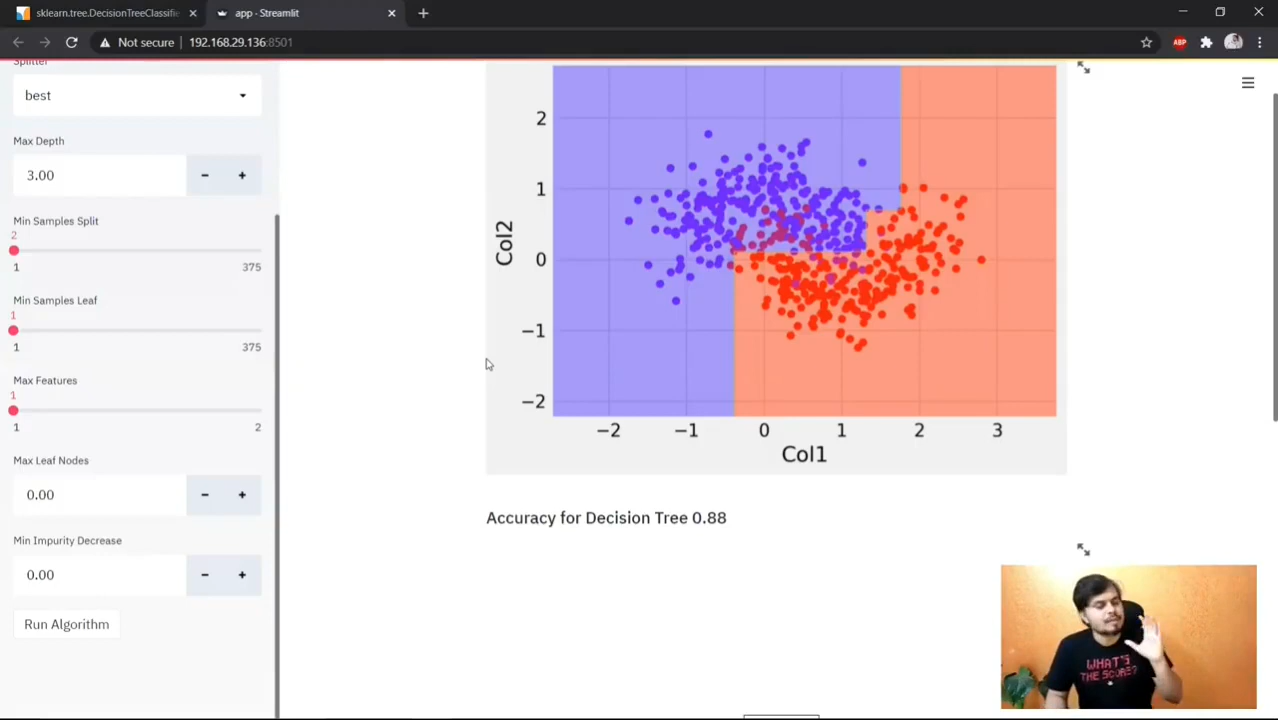 sklearn.tree.DecisionTreeClassifie
app · Streamlit
Not secure
192.168.29.136:8501
ABP
Splitter
best
Max Depth
3.00
- +
Min Samples Split
2
1 375
Min Samples Leaf
1
1 375
Max Features
1
1 2
Max Leaf Nodes
0.00
- +
Min Impurity Decrease
0.00
- +
Run Algorithm
2
1
0
−1
−2
Col2
−2 −1 0 1 2 3
Col1
Accuracy for Decision Tree 0.88
WHAT'S
THE SCORE?